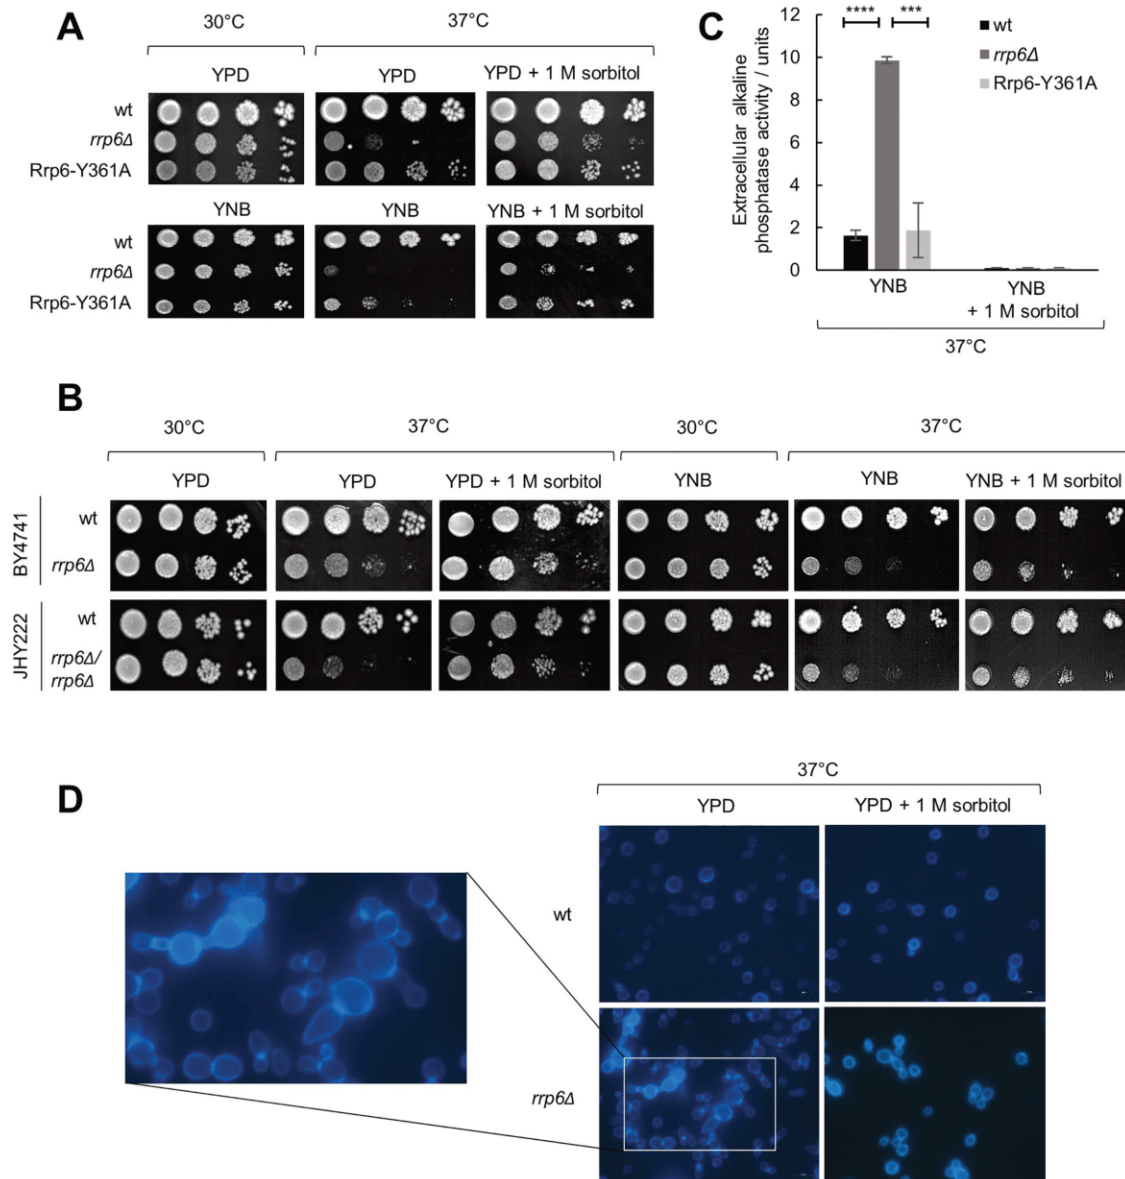 A
30°C
37°C
YPD
YPD
YPD + 1 M sorbitol
wt
rrp6Δ
Rrp6-Y361A
YNB
YNB
YNB + 1 M sorbitol
wt
rrp6Δ
Rrp6-Y361A
C
Extracellular alkaline
phosphatase activity / units
12
10
8
6
4
2
0
****
***
wt
rrp6Δ
Rrp6-Y361A
YNB
YNB
+ 1 M sorbitol
37°C
B
30°C
37°C
30°C
37°C
YPD
YPD
YPD + 1 M sorbitol
YNB
YNB
YNB + 1 M sorbitol
BY4741
wt
rrp6Δ
JHY222
wt
rrp6Δ/
rrp6Δ
D
37°C
YPD
YPD + 1 M sorbitol
wt
rrp6Δ